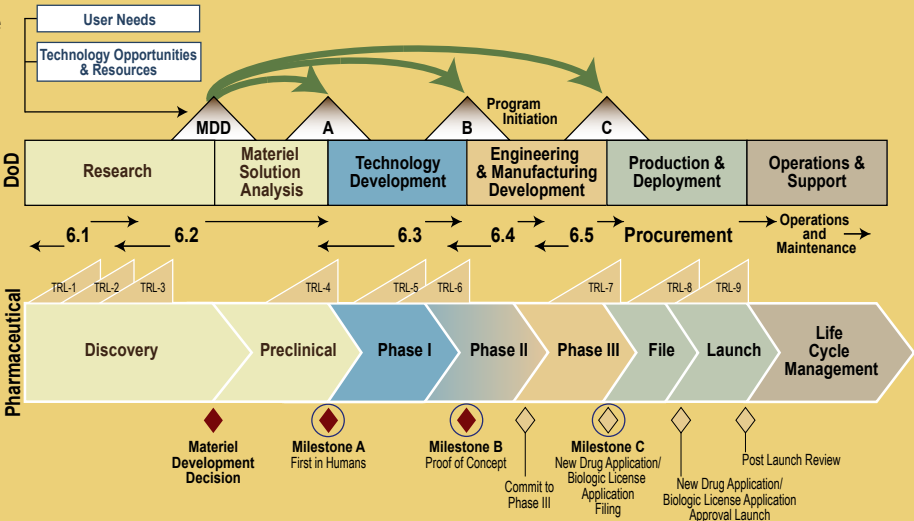 e
User Needs
Technology Opportunities
& Resources
MDD
A
B
Program
Initiation
C
DoD
Research
Materiel
Solution
Analysis
Technology
Development
Engineering
& Manufacturing
Development
Production &
Deployment
Operations &
Support
6.1
6.2
6.3
6.4
6.5
Procurement
Operations
and
Maintenance
TRL-1
TRL-2
TRL-3
TRL-4
TRL-5
TRL-6
TRL-7
TRL-8
TRL-9
Pharmaceutical
Discovery
Preclinical
Phase I
Phase II
Phase III
File
Launch
Life
Cycle
Management
Materiel
Development
Decision
Milestone A
First in Humans
Milestone B
Proof of Concept
Commit to
Phase III
Milestone C
New Drug Application/
Biologic License
Application
Filing
New Drug Application/
Biologic License Application
Approval Launch
Post Launch Review